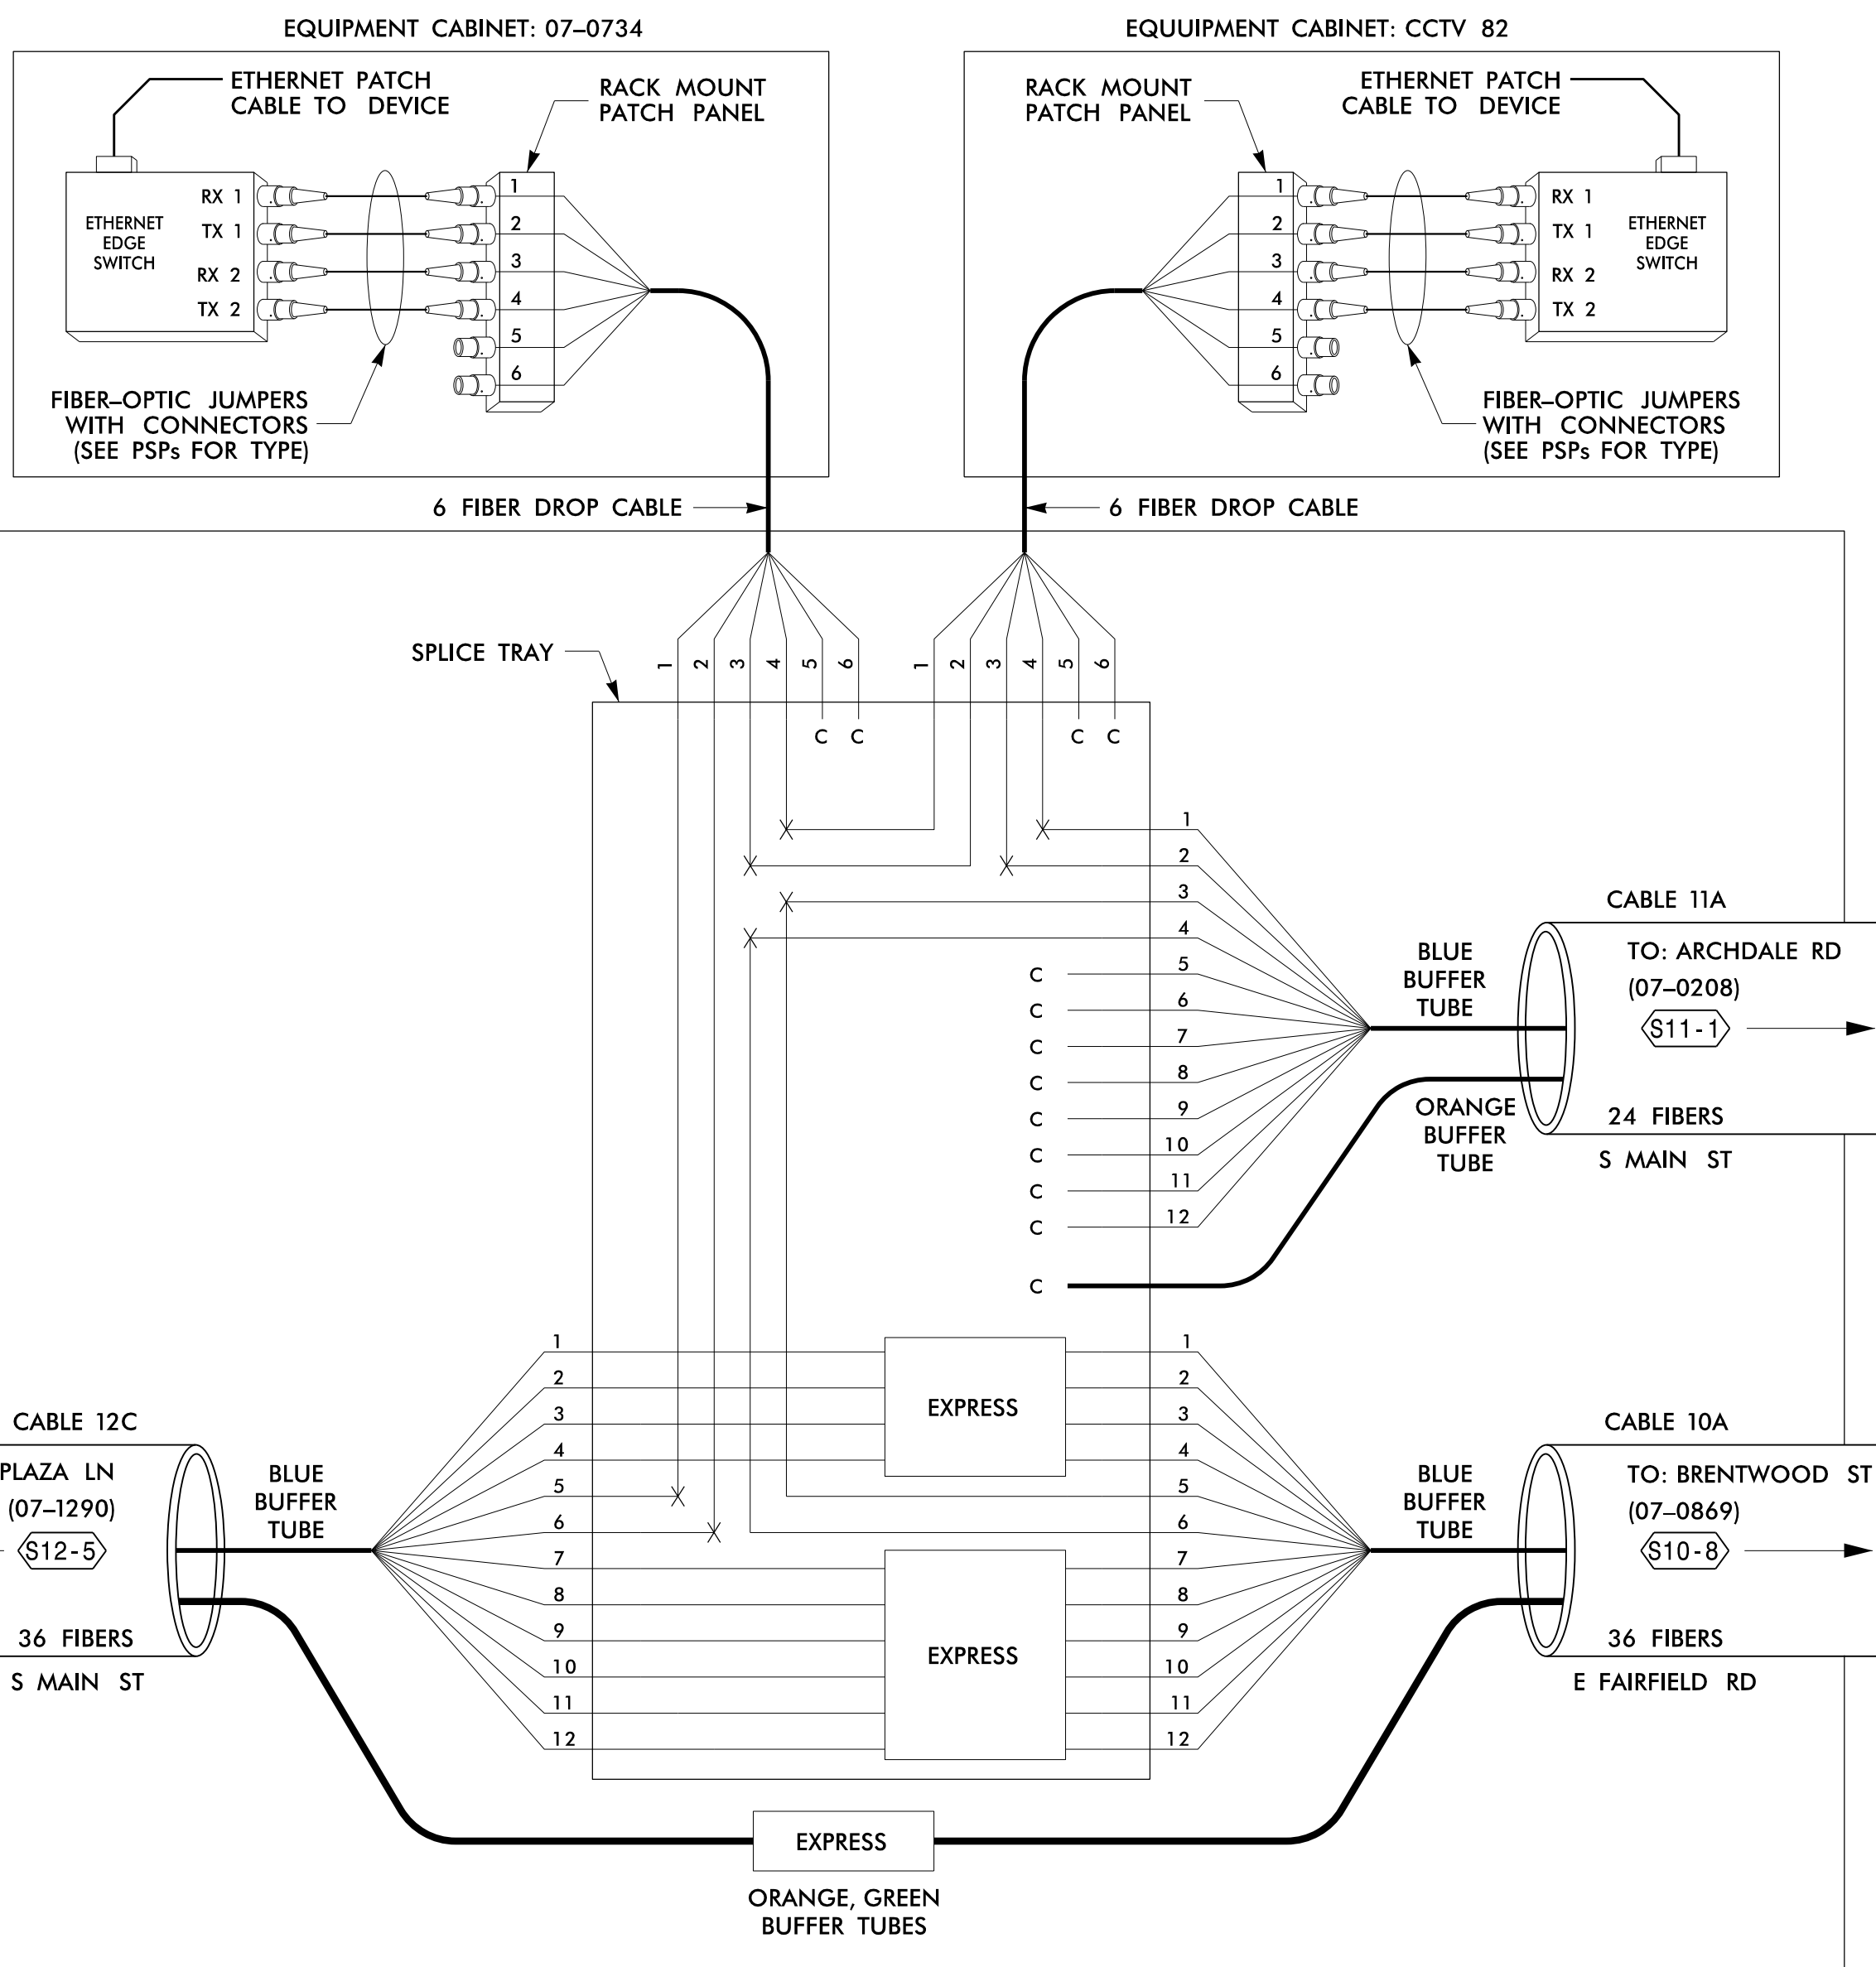 EQUIPMENT CABINET: 07–0734
ETHERNET PATCH
CABLE TO DEVICE
RACK MOUNT
PATCH PANEL
ETHERNET
EDGE
SWITCH
RX 1
TX 1
RX 2
TX 2
1
2
3
4
5
6
FIBER–OPTIC JUMPERS
WITH CONNECTORS
(SEE PSPs FOR TYPE)
EQUUIPMENT CABINET: CCTV 82
RACK MOUNT
PATCH PANEL
ETHERNET PATCH
CABLE TO DEVICE
1
2
3
4
5
6
RX 1
TX 1
RX 2
TX 2
ETHERNET
EDGE
SWITCH
FIBER–OPTIC JUMPERS
WITH CONNECTORS
(SEE PSPs FOR TYPE)
6 FIBER DROP CABLE
6 FIBER DROP CABLE
SPLICE TRAY
1 2 3 4 5 6
1 2 3 4 5 6
C C
C C
1
2
3
4
C 5
C 6
C 7
C 8
C 9
C 10
C 11
C 12
C
BLUE
BUFFER
TUBE
ORANGE
BUFFER
TUBE
CABLE 11A
TO: ARCHDALE RD
(07–0208)
S11-1
24 FIBERS
S MAIN ST
CABLE 12C
PLAZA LN
(07–1290)
S12-5
36 FIBERS
S MAIN ST
BLUE
BUFFER
TUBE
1
2
3
4
5
6
7
8
9
10
11
12
EXPRESS
EXPRESS
1
2
3
4
5
6
7
8
9
10
11
12
BLUE
BUFFER
TUBE
CABLE 10A
TO: BRENTWOOD ST
(07–0869)
S10-8
36 FIBERS
E FAIRFIELD RD
EXPRESS
ORANGE, GREEN
BUFFER TUBES